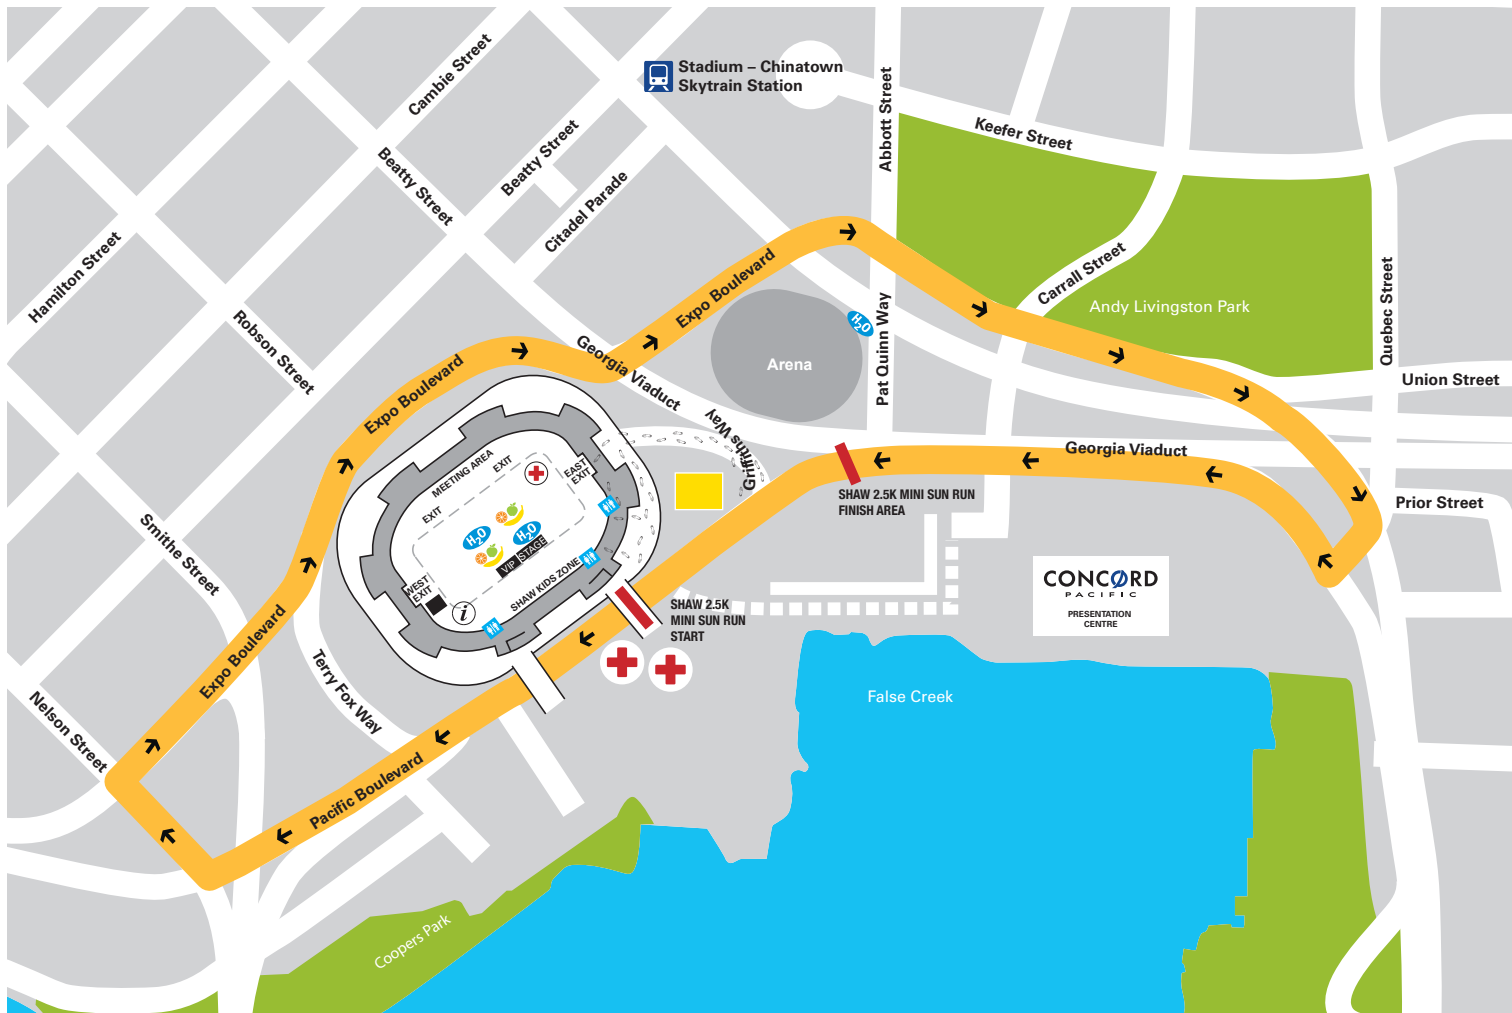 Stadium – Chinatown
Skytrain Station
Cambie Street
Beatty Street
Beatty Street
Citadel Parade
Abbott Street
Keefer Street
Hamilton Street
Robson Street
Expo Boulevard
Carrall Street
Andy Livingston Park
Quebec Street
H₂O
Pat Quinn Way
Arena
Georgia Viaduct
Expo Boulevard
Griffiths Way
Union Street
Georgia Viaduct
MEETING AREA
EXIT
EXIT
EAST
EXIT
SHAW 2.5K MINI SUN RUN
FINISH AREA
Prior Street
Smithe Street
H₂O
H₂O
VIP
STAGE
WEST
EXIT
SHAW KIDS ZONE
i
SHAW 2.5K
MINI SUN RUN
START
CONCORD
PACIFIC
PRESENTATION
CENTRE
Expo Boulevard
Terry Fox Way
Nelson Street
False Creek
Pacific Boulevard
Coopers Park